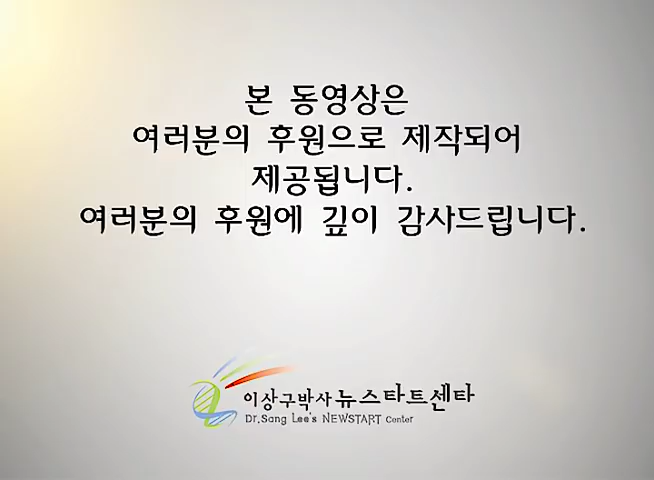 본 동영상은
여러분의 후원으로 제작되어
제공됩니다.
여러분의 후원에 깊이 감사드립니다.
이상구박사 뉴스타트센타
Dr.Sang Lee's NEWSTART Center